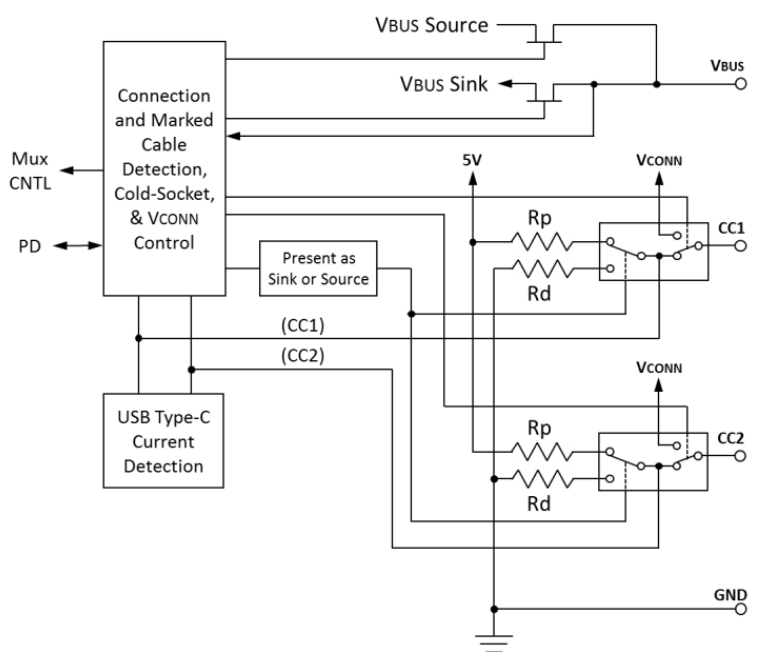 VBUS Source
VBUS
VBUS Sink
Connection
and Marked
Cable
Detection,
Cold-Socket,
& VCONN
Control
Mux
CNTL
PD
5V
VCONN
Rp
CC1
Rd
Present as
Sink or Source
(CC1)
(CC2)
VCONN
USB Type-C
Current
Detection
Rp
CC2
Rd
GND